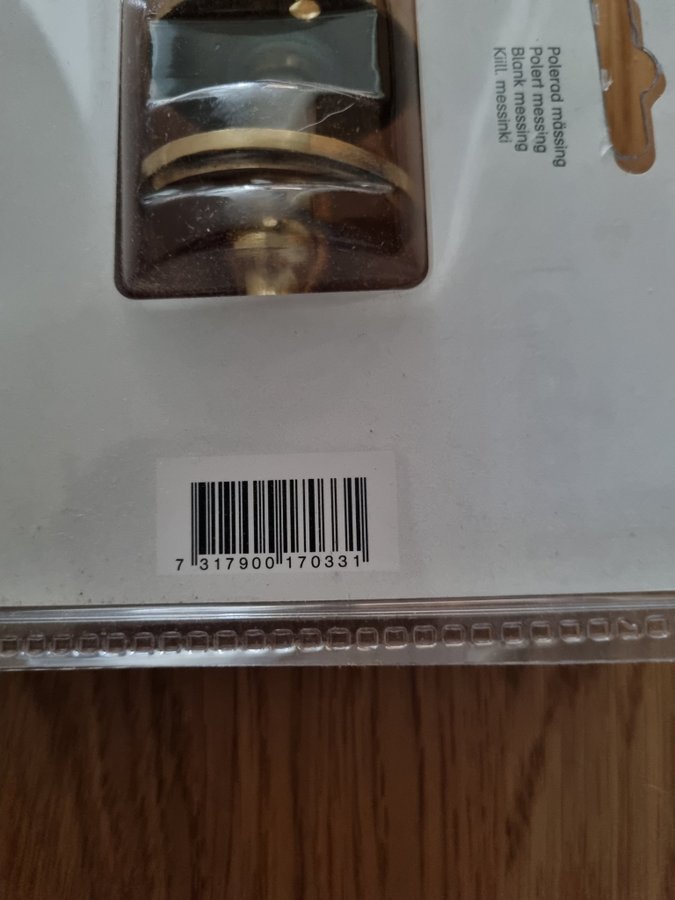 Polerad mässing
Polert messing
Blank messing
Kiill. messinki
7 317900 170331